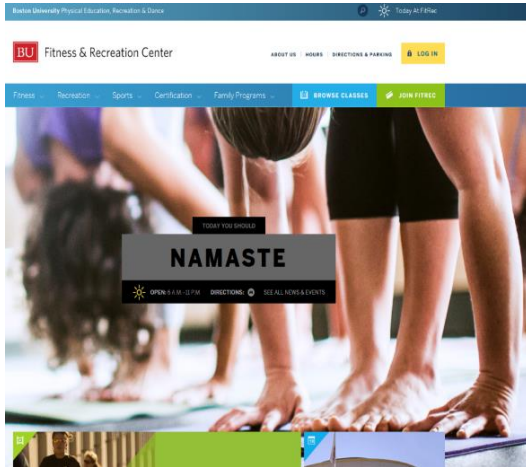 Boston University Physical Education, Recreation & Dance
Today At FitRec
BU Fitness & Recreation Center
ABOUT US HOURS DIRECTIONS & PARKING LOG IN
Fitness Recreation Sports Certification Family Programs BROWSE CLASSES JOIN FITREC
TODAY YOU SHOULD
NAMASTE
OPEN: 6 A.M.-11 P.M. DIRECTIONS: SEE ALL NEWS & EVENTS